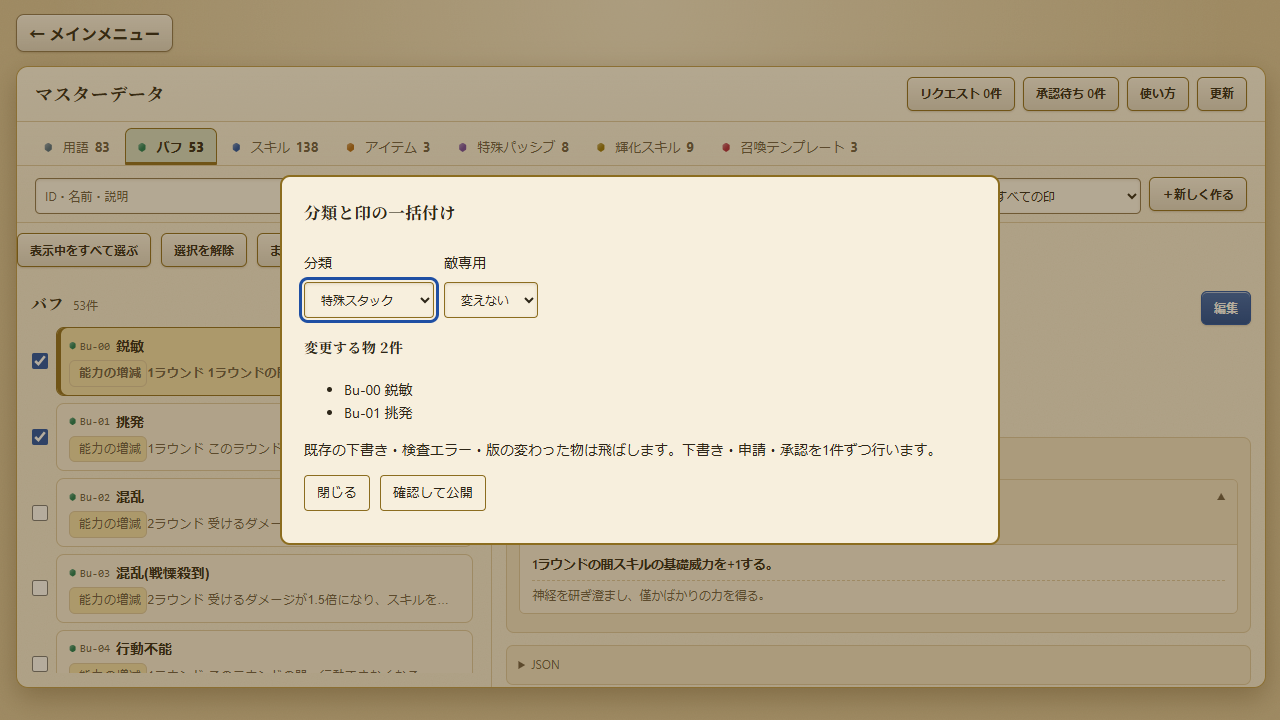 ← メインメニュー
マスターデータ
リクエスト 0件
承認待ち 0件
使い方
更新
用語 83
バフ 53
スキル 138
アイテム 3
特殊パッシブ 8
輝化スキル 9
召喚テンプレート 3
ID・名前・説明
すべての印
＋新しく作る
表示中をすべて選ぶ
選択を解除
バフ 53件
編集
Bu-00 鋭敏
能力の増減 1ラウンド 1ラウンドの
Bu-01 挑発
能力の増減 1ラウンド このラウンド
Bu-02 混乱
能力の増減 2ラウンド 受けるダメー
Bu-03 混乱(戦慄殺到)
能力の増減 2ラウンド 受けるダメージが1.5倍になり、スキルを…
Bu-04 行動不能
分類と印の一括付け
分類
敵専用
特殊スタック
変えない
変更する物 2件
• Bu-00 鋭敏
• Bu-01 挑発
既存の下書き・検査エラー・版の変わった物は飛ばします。下書き・申請・承認を1件ずつ行います。
閉じる
確認して公開
▲
1ラウンドの間スキルの基礎威力を+1する。
神経を研ぎ澄まし、僅かばかりの力を得る。
▶ JSON